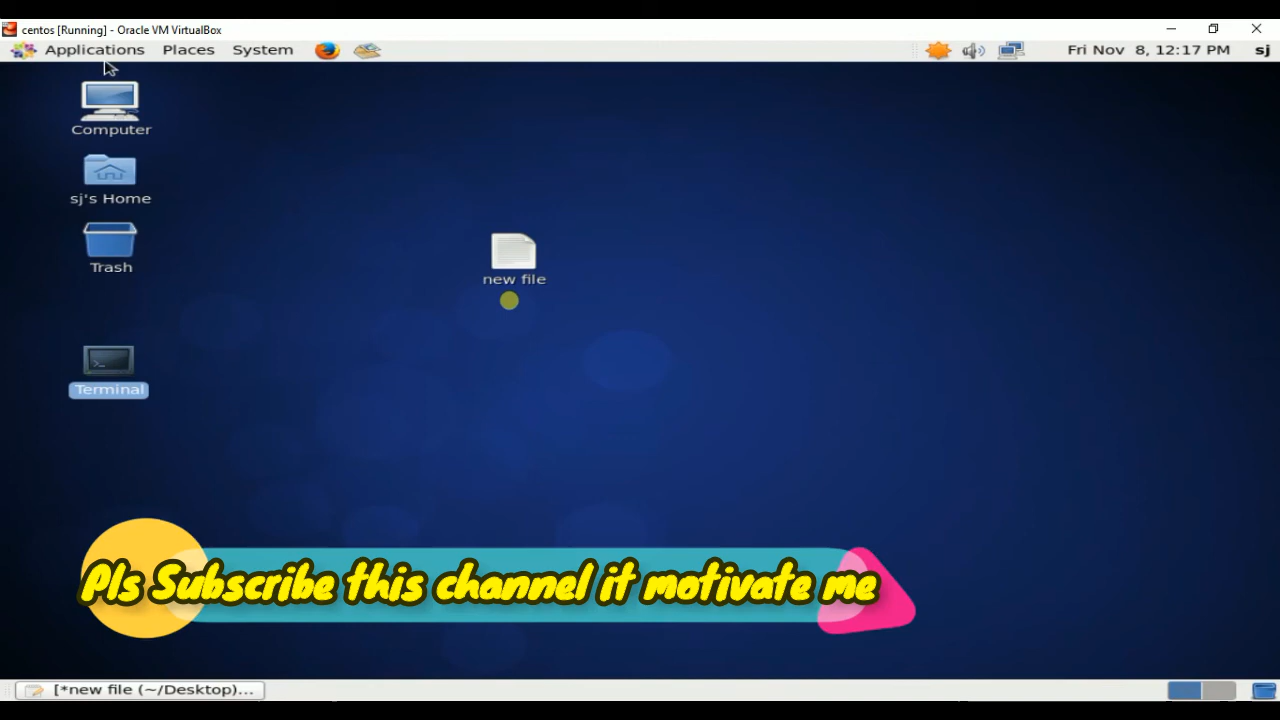 centos [Running] - Oracle VM VirtualBox
Applications Places System Fri Nov 8, 12:17 PM sj
Computer
sj's Home
Trash
new file
Terminal
Pls Subscribe this channel it motivate me
[*new file (~/Desktop)...